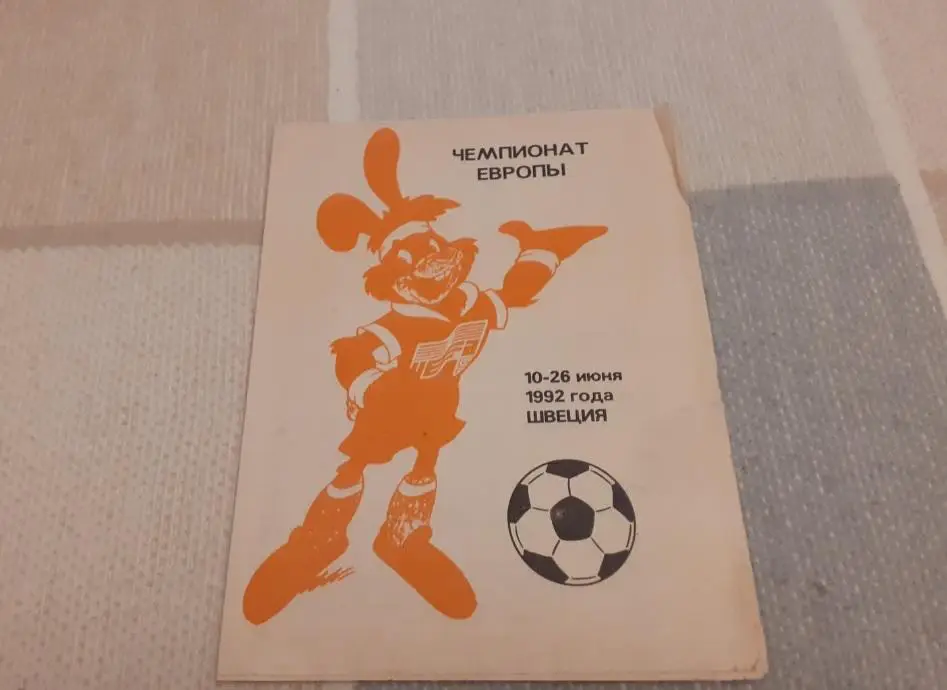 ЧЕМПИОНАТ
ЕВРОПЫ
10-26 июня
1992 года
ШВЕЦИЯ